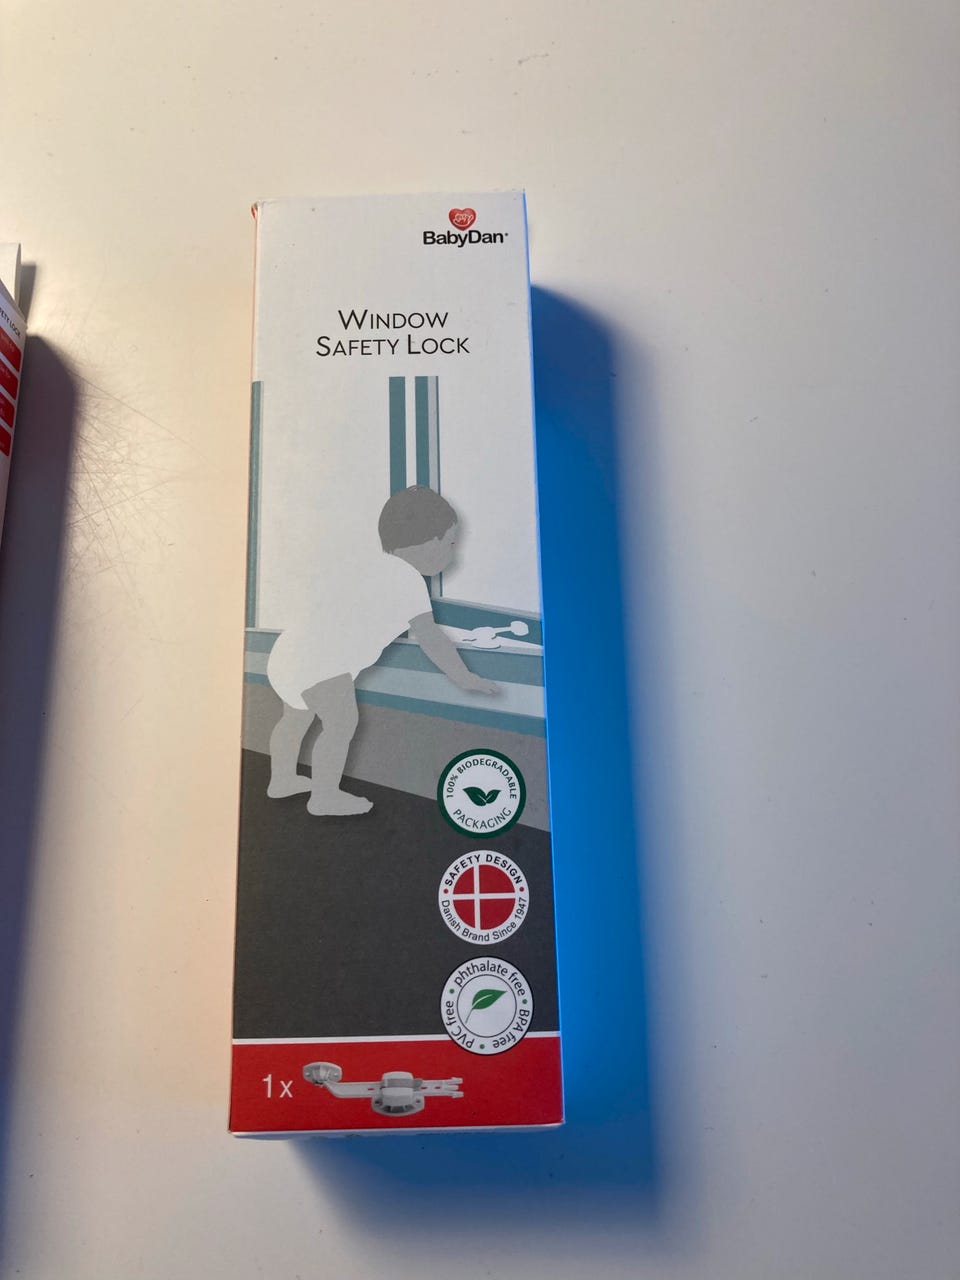 BabyDan®
WINDOW
SAFETY LOCK
100% BIODEGRADABLE
PACKAGING
SAFETY DESIGN
Danish Brand Since 1947
phthalate free • BPA free • PVC free •
1x